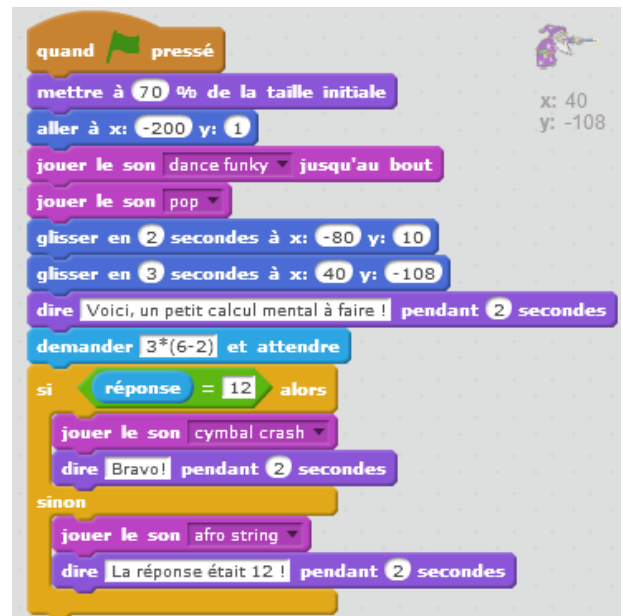 quand pressé
mettre à 70 % de la taille initiale
x: 40
y: -108
aller à x: -200 y: 1
jouer le son dance funky jusqu'au bout
jouer le son pop
glisser en 2 secondes à x: -80 y: 10
glisser en 3 secondes à x: 40 y: -108
dire Voici, un petit calcul mental à faire ! pendant 2 secondes
demander 3*(6-2) et attendre
si réponse = 12 alors
jouer le son cymbal crash
dire Bravo! pendant 2 secondes
sinon
jouer le son afro string
dire La réponse était 12 ! pendant 2 secondes